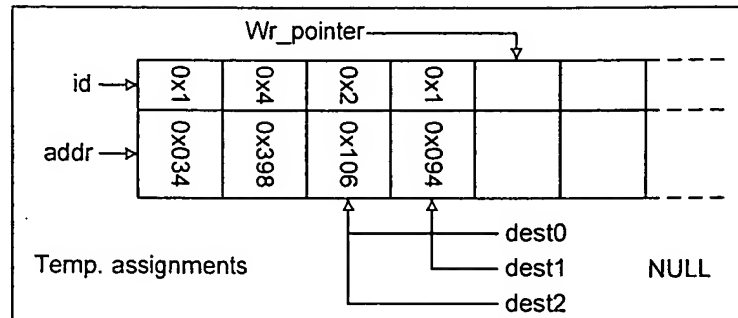 Wr_pointer
id 0x1 0x4 0x2 0x1
addr 0x034 0x398 0x106 0x094
dest0
Temp. assignments dest1 NULL
dest2